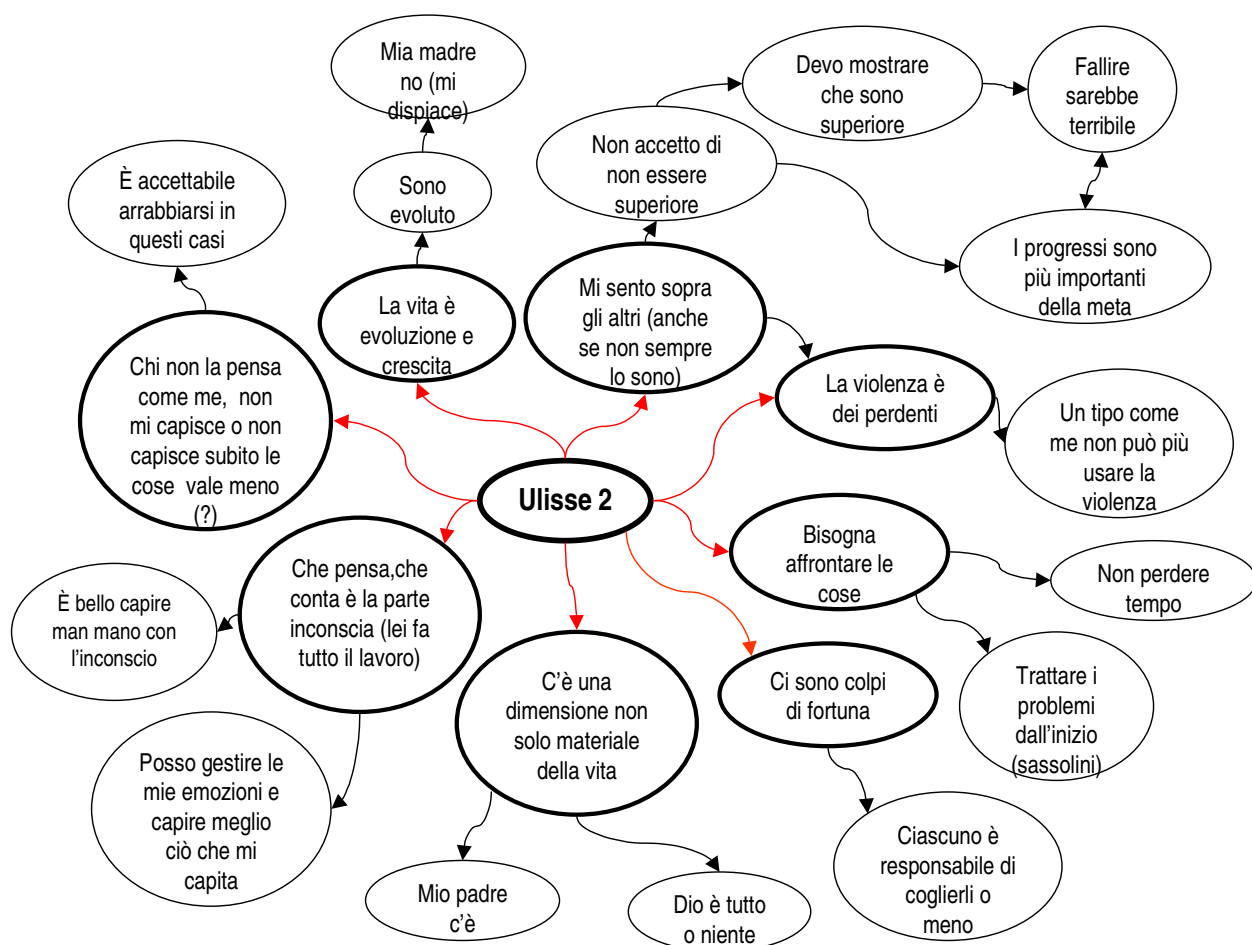 Mia madre
no (mi
dispiace)
Devo mostrare
che sono
superiore
Fallire
sarebbe
terribile
Non accetto di
non essere
superiore
È accettabile
arrabbiarsi in
questi casi
Sono
evoluto
I progressi sono
più importanti
della meta
La vita è
evoluzione e
crescita
Mi sento sopra
gli altri (anche
se non sempre
lo sono)
Chi non la pensa
come me, non
mi capisce o non
capisce subito le
cose vale meno
(?)
La violenza è
dei perdenti
Un tipo come
me non può più
usare la
violenza
Ulisse 2
Bisogna
affrontare le
cose
Non perdere
tempo
Che pensa,che
conta è la parte
inconscia (lei fa
tutto il lavoro)
È bello capire
man mano con
l'inconscio
C'è una
dimensione non
solo materiale
della vita
Ci sono colpi
di fortuna
Trattare i
problemi
dall'inizio
(sassolini)
Posso gestire le
mie emozioni e
capire meglio
ciò che mi
capita
Mio padre
c'è
Dio è tutto
o niente
Ciascuno è
responsabile di
coglierli o
meno